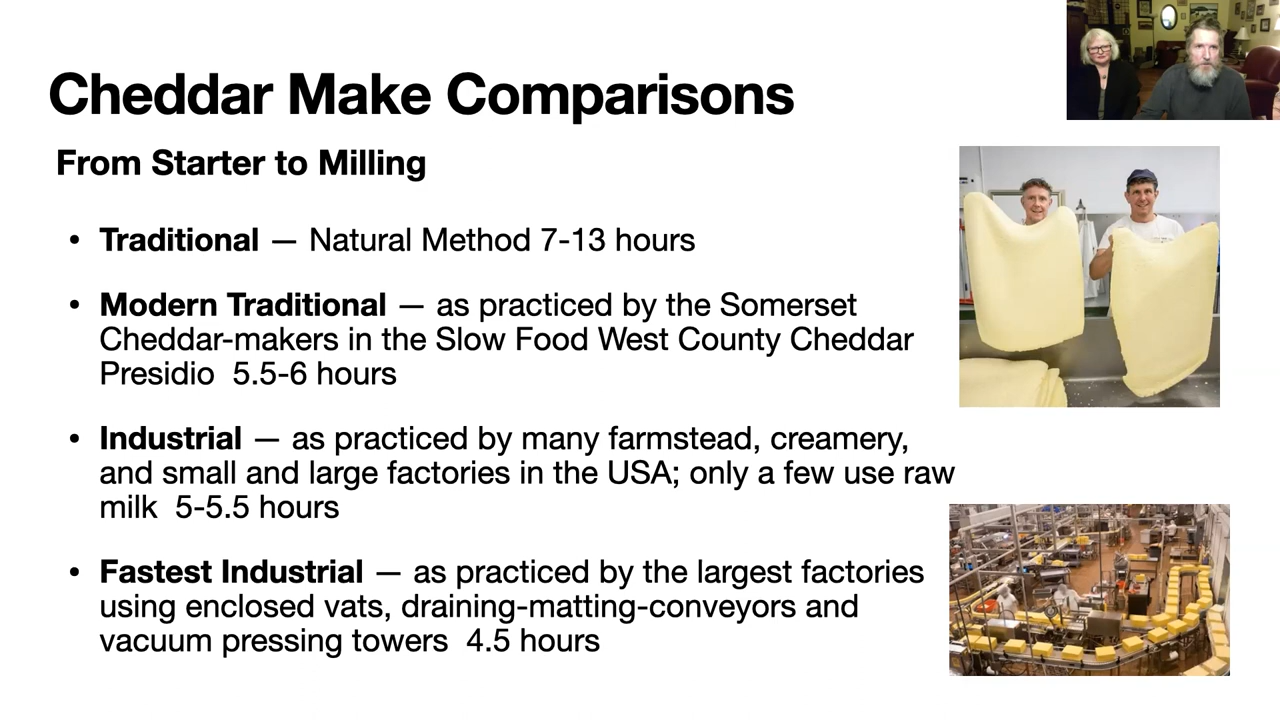 Cheddar Make Comparisons
From Starter to Milling
• Traditional — Natural Method 7-13 hours
• Modern Traditional — as practiced by the Somerset
Cheddar-makers in the Slow Food West County Cheddar
Presidio 5.5-6 hours
• Industrial — as practiced by many farmstead, creamery,
and small and large factories in the USA; only a few use raw
milk 5-5.5 hours
• Fastest Industrial — as practiced by the largest factories
using enclosed vats, draining-matting-conveyors and
vacuum pressing towers 4.5 hours